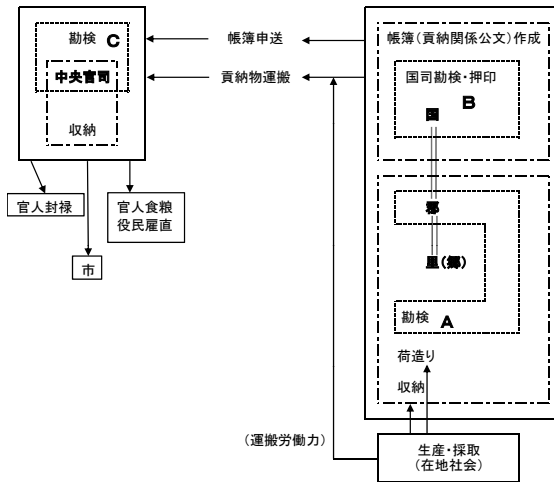 勘検 C
中央官司
収納
帳簿申送
貢納物運搬
官人封禄
官人食糧
役民雇直
市
帳簿(貢納関係公文)作成
国司勘検・押印
B
国
郡
里(郷)
勘検 A
荷造り
収納
(運搬労働力)
生産・採取
(在地社会)